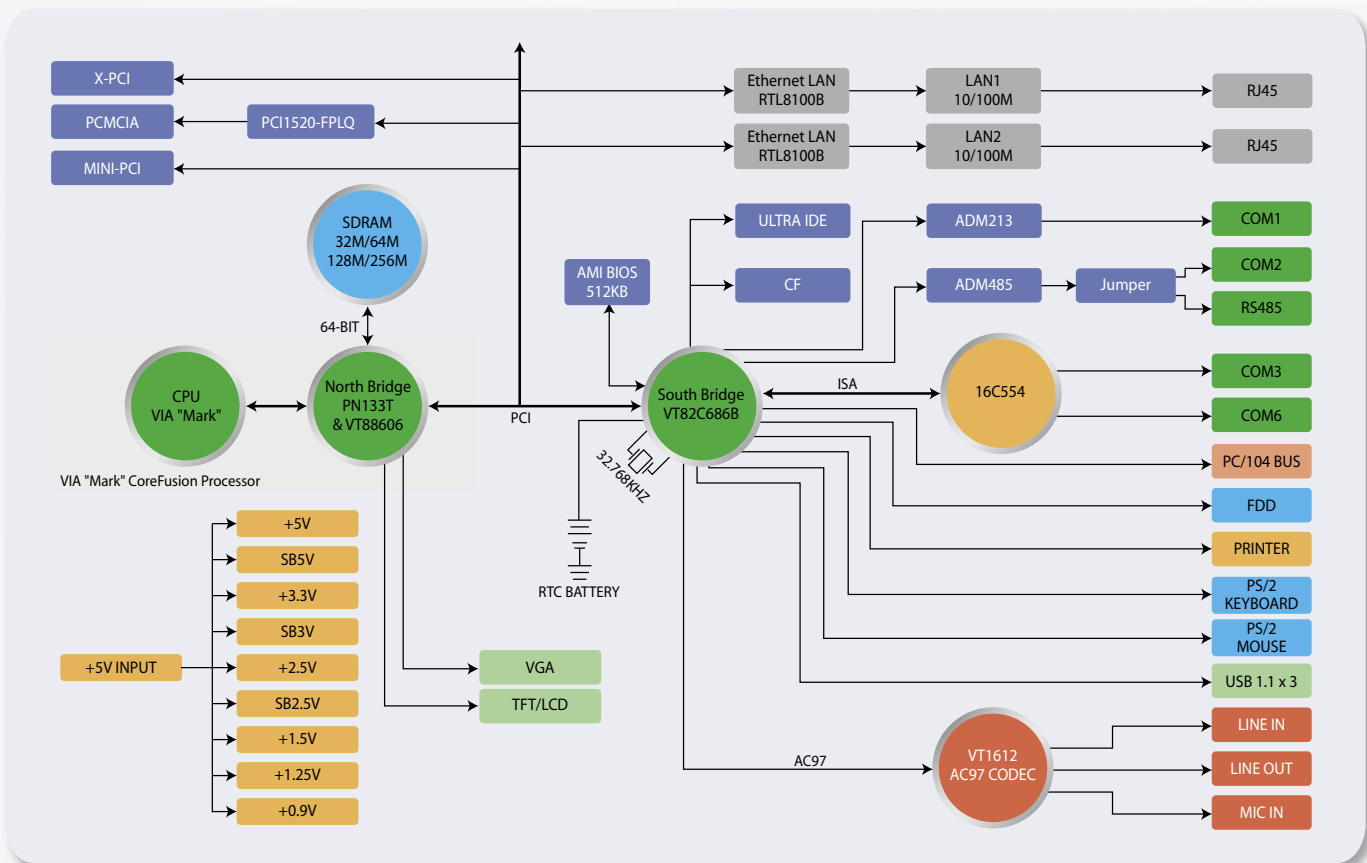 X-PCI
PCMCIA
PCI1520-FPLQ
MINI-PCI
Ethernet LAN
RTL8100B
LAN1
10/100M
RJ45
Ethernet LAN
RTL8100B
LAN2
10/100M
RJ45
SDRAM
32M/64M
128M/256M
64-BIT
AMI BIOS
512KB
ULTRA IDE
CF
ADM213
ADM485
Jumper
COM1
COM2
RS485
CPU
VIA "Mark"
North Bridge
PN133T
& VT88606
PCI
South Bridge
VT82C686B
ISA
16C554
COM3
COM6
VIA "Mark" CoreFusion Processor
32.768KHZ
RTC BATTERY
PC/104 BUS
FDD
PRINTER
PS/2
KEYBOARD
PS/2
MOUSE
USB 1.1 x 3
+5V INPUT
+5V
SB5V
+3.3V
SB3V
+2.5V
SB2.5V
+1.5V
+1.25V
+0.9V
VGA
TFT/LCD
AC97
VT1612
AC97 CODEC
LINE IN
LINE OUT
MIC IN